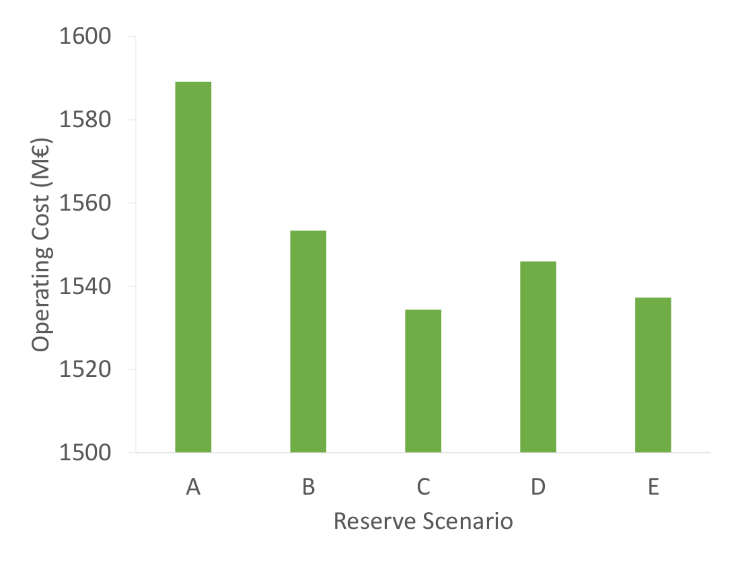 1600
1580
1560
1540
1520
1500
Operating Cost (M€)
A B C D E
Reserve Scenario